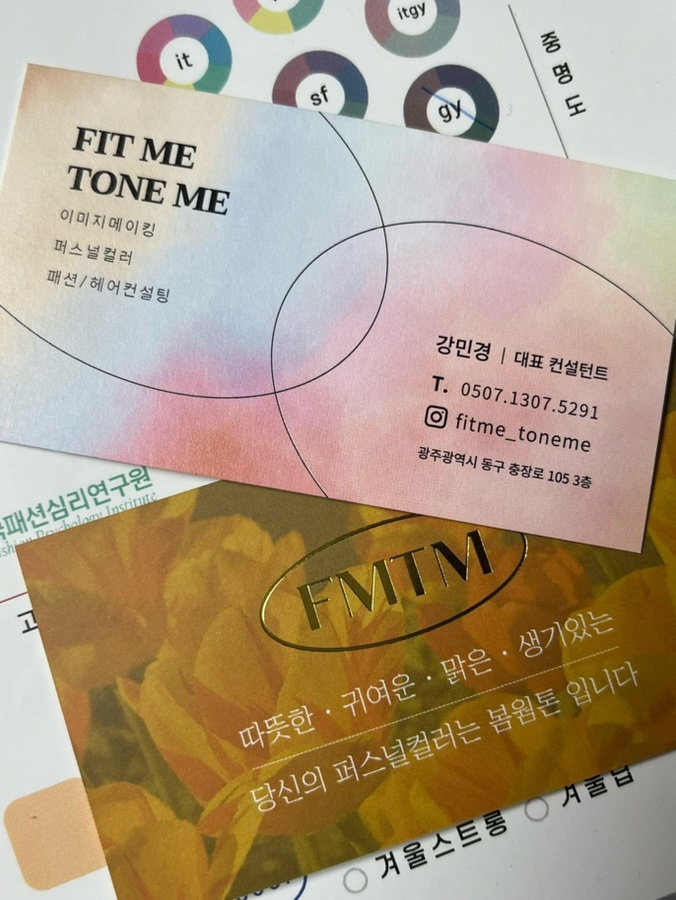 itgy
it
sf
gy
중명도
FIT ME
TONE ME
이미지메이킹
퍼스널컬러
패션/헤어컨설팅
강민경 | 대표 컨설턴트
T. 0507.1307.5291
fitme_toneme
광주광역시 동구 충장로 105 3층
패션심리연구원
Fashion Psychology Institute
FMTM
따뜻한 · 귀여운 · 맑은 · 생기있는
당신의 퍼스널컬러는 봄웜톤 입니다
겨울스트롱
겨울딥